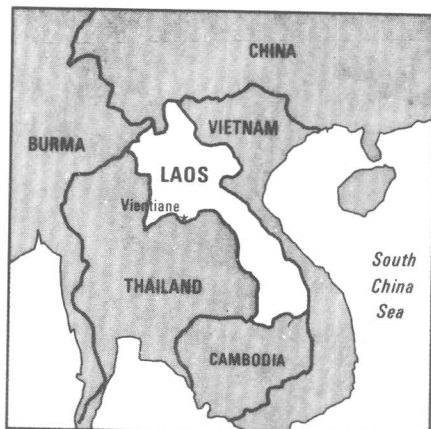 CHINA
BURMA
VIETNAM
LAOS
Vientiane
THAILAND
South
China
Sea
CAMBODIA